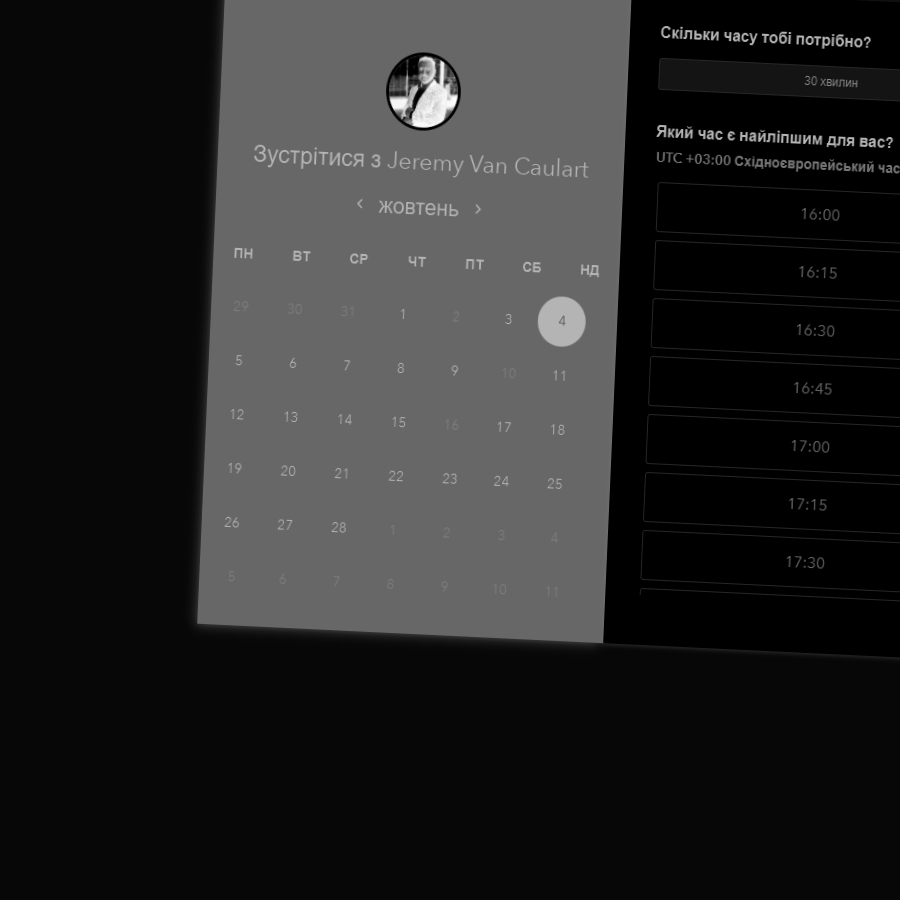 Зустрітися з Jeremy Van Caulart
‹ жовтень ›
ПН ВТ СР ЧТ ПТ СБ НД
29 30 31 1 2 3 4
5 6 7 8 9 10 11
12 13 14 15 16 17 18
19 20 21 22 23 24 25
26 27 28 1 2 3 4
5 6 7 8 9 10 11
Скільки часу тобі потрібно?
30 хвилин
Який час є найліпшим для вас?
UTC +03:00 Східноєвропейський час
16:00
16:15
16:30
16:45
17:00
17:15
17:30